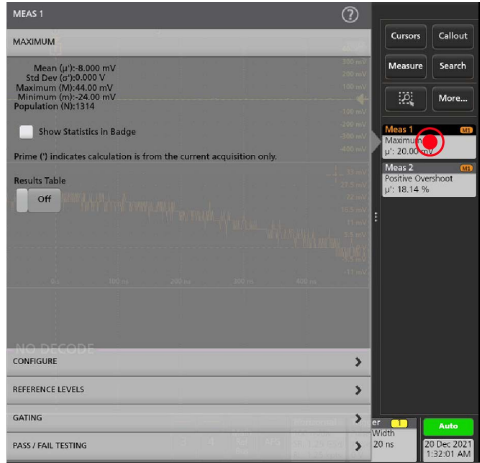 MEAS 1
?
MAXIMUM
Mean (µ'):-8.000 mV
Std Dev (σ'):0.000 V
Maximum (M):44.00 mV
Minimum (m):-24.00 mV
Population (N):1314
Show Statistics in Badge
Prime (') indicates calculation is from the current acquisition only.
Results Table
Off
NO DECODE
CONFIGURE
REFERENCE LEVELS
GATING
PASS / FAIL TESTING
Cursors
Callout
Measure
Search
More...
Meas 1
Maximum
µ': 20.00 mV
Meas 2
Positive Overshoot
µ': 18.14 %
er 1
Width
20 ns
Auto
20 Dec 2021
1:32:01 AM